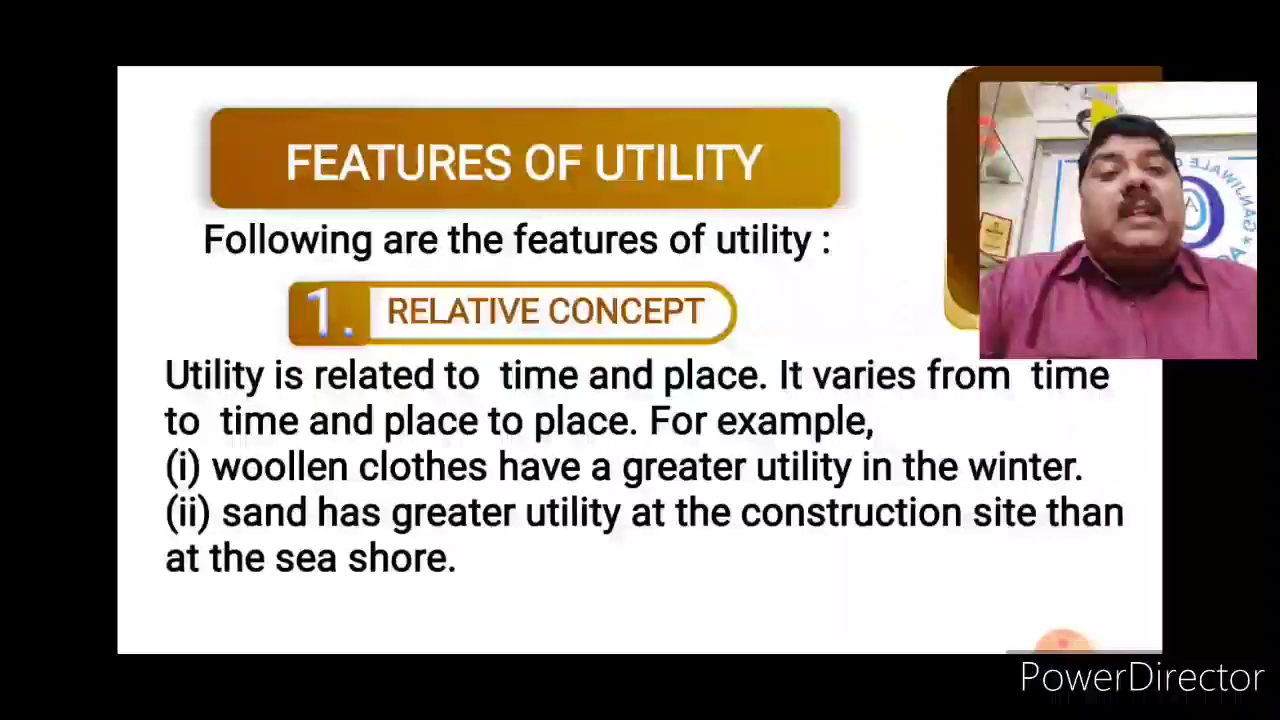 FEATURES OF UTILITY
Following are the features of utility :
1. RELATIVE CONCEPT
Utility is related to time and place. It varies from time
to time and place to place. For example,
(i) woollen clothes have a greater utility in the winter.
(ii) sand has greater utility at the construction site than
at the sea shore.
PowerDirector